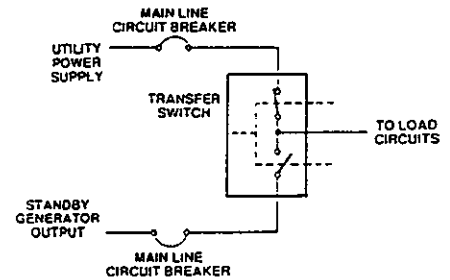 MAIN LINE
CIRCUIT BREAKER
UTILITY
POWER
SUPPLY
TRANSFER
SWITCH
TO LOAD
CIRCUITS
STANDBY
GENERATOR
OUTPUT
MAIN LINE
CIRCUIT BREAKER